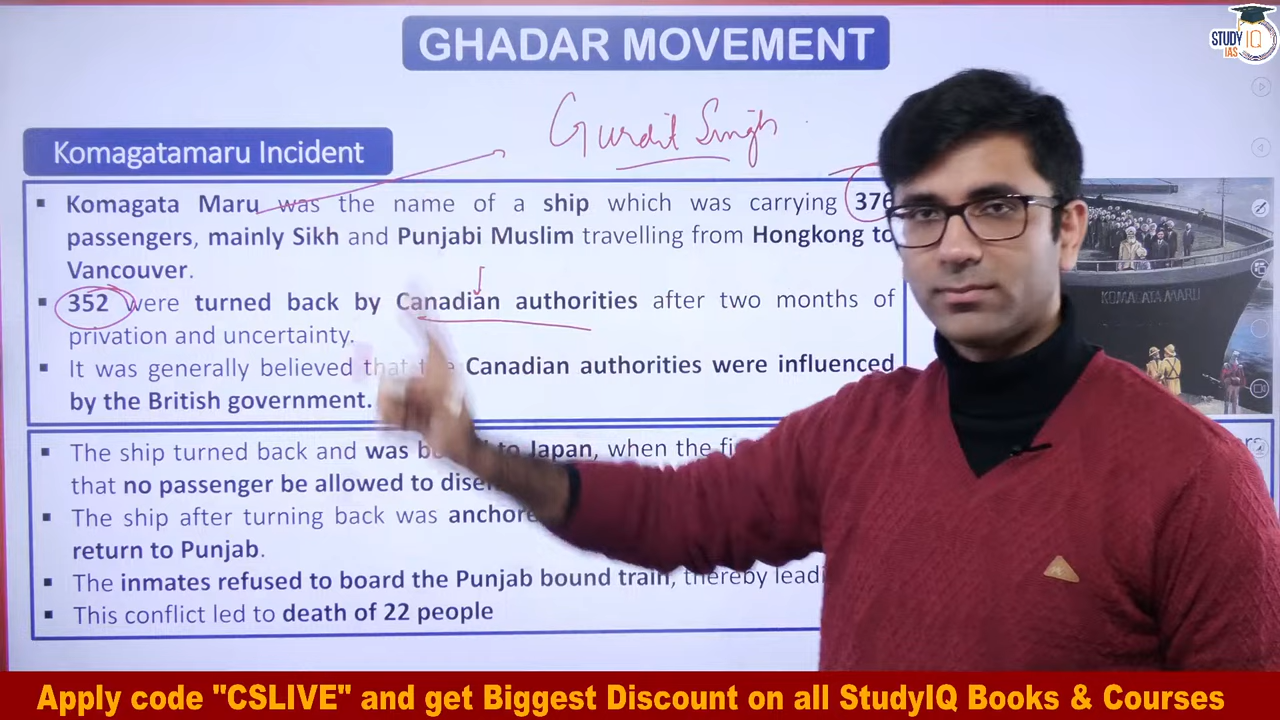 GHADAR MOVEMENT
STUDY IQ
IAS
Gurdit Singh
Komagatamaru Incident
▪ Komagata Maru was the name of a ship which was carrying 376
passengers, mainly Sikh and Punjabi Muslim travelling from Hongkong to
Vancouver.
▪ 352 were turned back by Canadian authorities after two months of
privation and uncertainty.
▪ It was generally believed that the Canadian authorities were influenced
by the British government.
KOMAGATA MARU
▪ The ship turned back and was to Japan, when the
that no passenger be allowed to
▪ The ship after turning back was
return to Punjab.
▪ The inmates refused to board the Punjab bound train, thereby
▪ This conflict led to death of 22 people
Apply code "CSLIVE" and get Biggest Discount on all StudyIQ Books & Courses